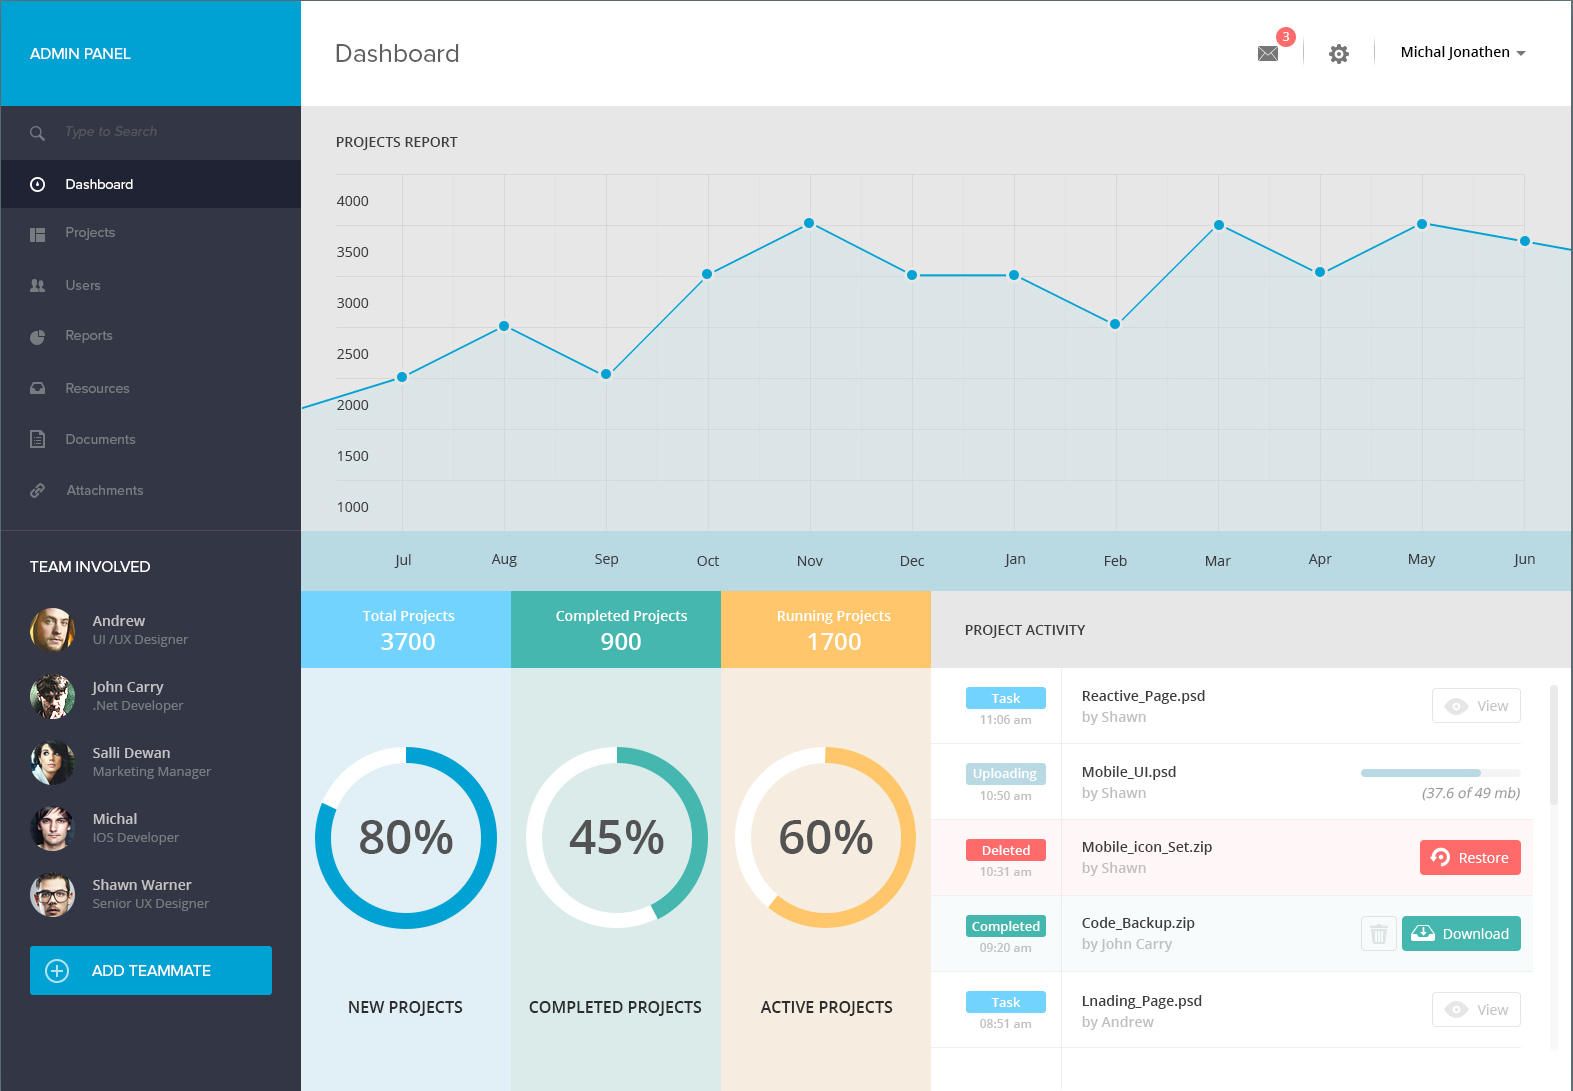 ADMIN PANEL
Dashboard
3
Michal Jonathen
Type to Search
Dashboard
Projects
Users
Reports
Resources
Documents
Attachments
TEAM INVOLVED
Andrew
UI /UX Designer
John Carry
.Net Developer
Salli Dewan
Marketing Manager
Michal
IOS Developer
Shawn Warner
Senior UX Designer
ADD TEAMMATE
PROJECTS REPORT
4000
3500
3000
2500
2000
1500
1000
Jul Aug Sep Oct Nov Dec Jan Feb Mar Apr May Jun
Total Projects
3700
Completed Projects
900
Running Projects
1700
80%
NEW PROJECTS
45%
COMPLETED PROJECTS
60%
ACTIVE PROJECTS
PROJECT ACTIVITY
Task
11:06 am
Reactive_Page.psd
by Shawn
View
Uploading
10:50 am
Mobile_UI.psd
by Shawn
(37.6 of 49 mb)
Deleted
10:31 am
Mobile_icon_Set.zip
by Shawn
Restore
Completed
09:20 am
Code_Backup.zip
by John Carry
Download
Task
08:51 am
Lnading_Page.psd
by Andrew
View